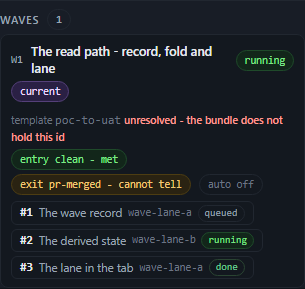 WAVES 1
W1 The read path - record, fold and lane running
current
template poc-to-uat unresolved - the bundle does not hold this id
entry clean - met
exit pr-merged - cannot tell auto off
#1 The wave record wave-lane-a queued
#2 The derived state wave-lane-b running
#3 The lane in the tab wave-lane-a done